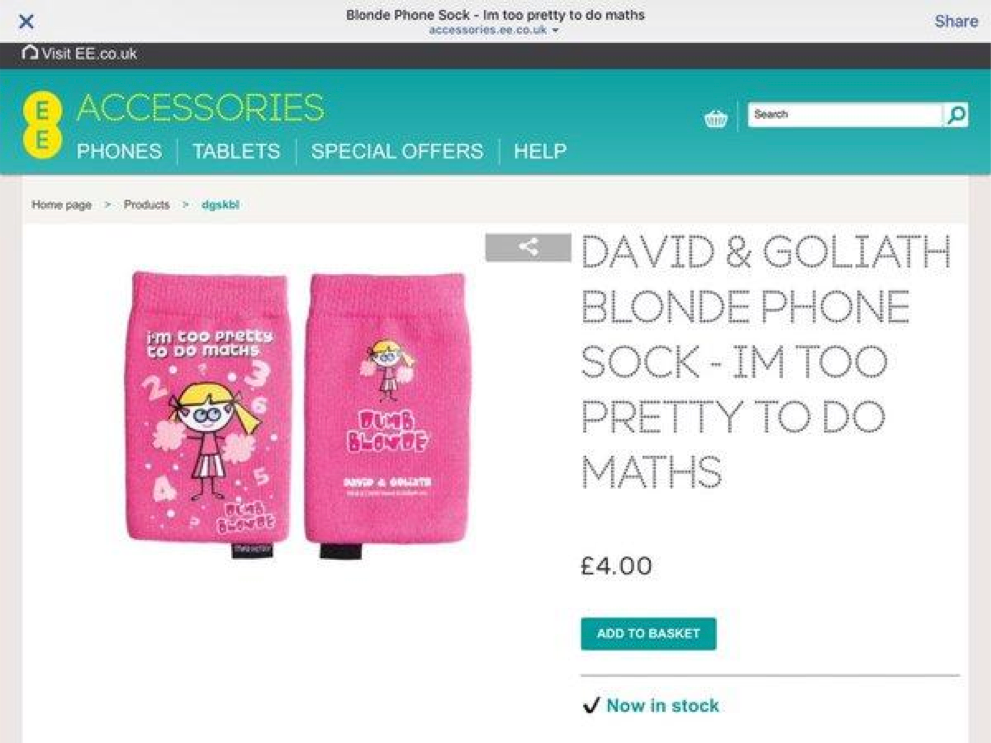 Blonde Phone Sock - Im too pretty to do maths
accessories.ee.co.uk
Share
Visit EE.co.uk
EE
ACCESSORIES
Search
PHONES TABLETS SPECIAL OFFERS HELP
Home page > Products > dgskbl
i'm too pretty
to do maths
2 3
6
4 5
DUMB
BLONDE
DUMB
BLONDE
DAVID & GOLIATH
DAVID & GOLIATH
BLONDE PHONE
SOCK - IM TOO
PRETTY TO DO
MATHS
£4.00
ADD TO BASKET
Now in stock